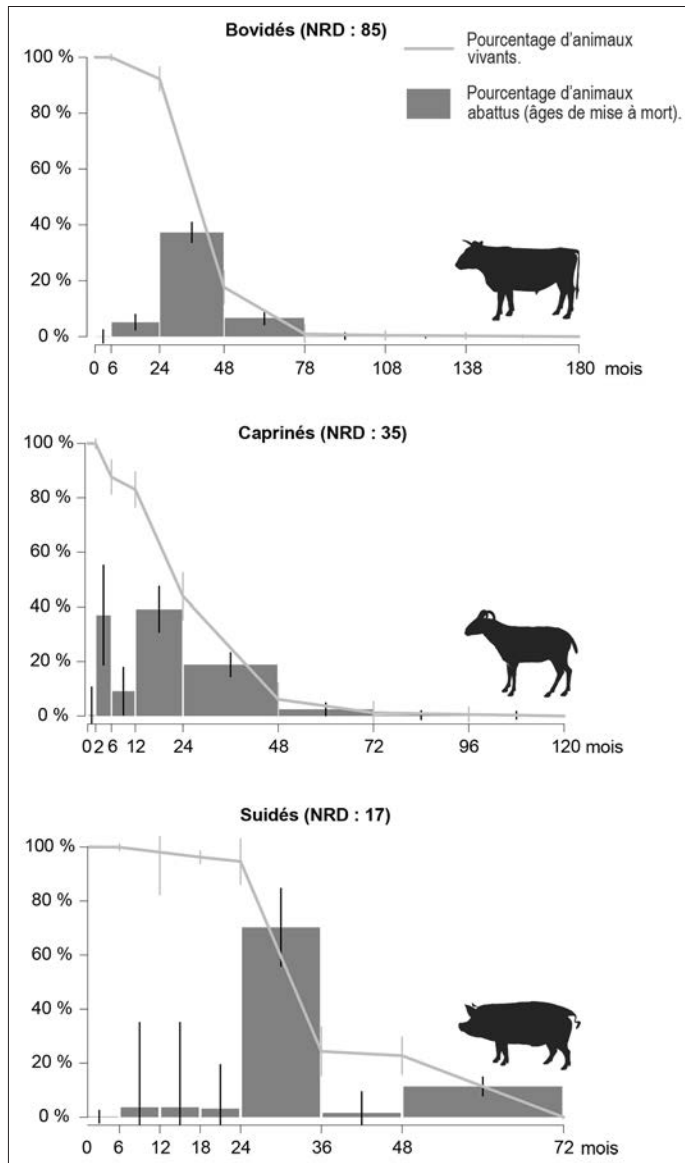 Bovidés (NRD : 85)
Pourcentage d'animaux
vivants.
Pourcentage d'animaux
abattus (âges de mise à mort).
100 %
80 %
60 %
40 %
20 %
0 %
0 6 24 48 78 108 138 180 mois
Caprinés (NRD : 35)
100 %
80 %
60 %
40 %
20 %
0 %
0 2 6 12 24 48 72 96 120 mois
Suidés (NRD : 17)
100 %
80 %
60 %
40 %
20 %
0 %
0 6 12 18 24 36 48 72 mois